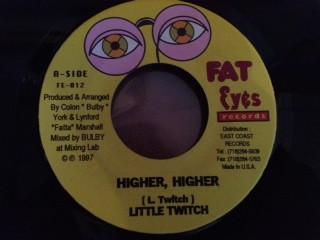 A-SIDE
FE-012
Produced & Arranged
By Colon "Bulby"
York & Lynford
"Fatta" Marshall
Mixed by BULBY
at Mixing Lab
© ℗ 1997
FAT
Eyes
records
Distribution:
EAST COAST
RECORDS
Made in U.S.A.
HIGHER, HIGHER
( L. Twitch )
LITTLE TWITCH